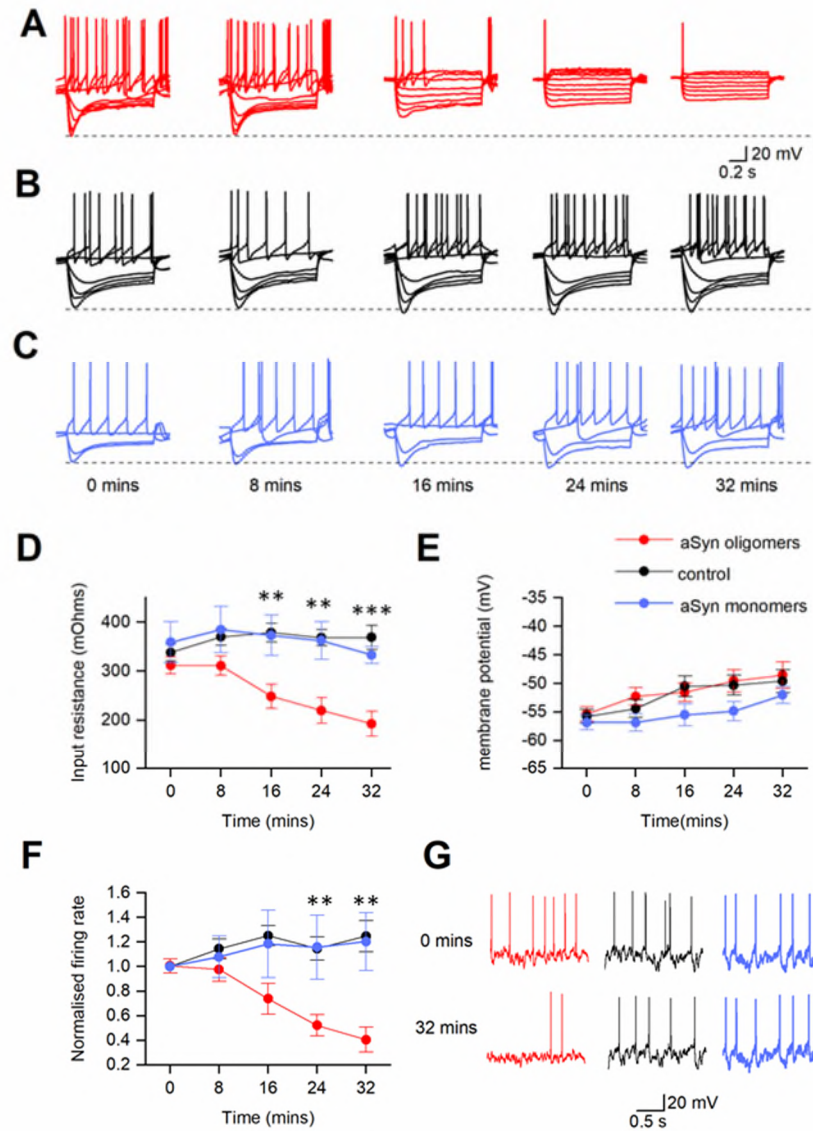 A
20 mV
0.2 s
B
C
0 mins
8 mins
16 mins
24 mins
32 mins
D
Input resistance (mOhms)
400
300
200
100
** ** ***
0 8 16 24 32
Time (mins)
E
aSyn oligomers
control
aSyn monomers
membrane potential (mV)
-35
-45
-50
-55
-60
-65
0 8 16 24 32
Time(mins)
F
Normalised firing rate
1.6
1.4
1.2
1.0
0.8
0.6
0.4
0.2
** **
0 8 16 24 32
Time (mins)
G
0 mins
32 mins
20 mV
0.5 s